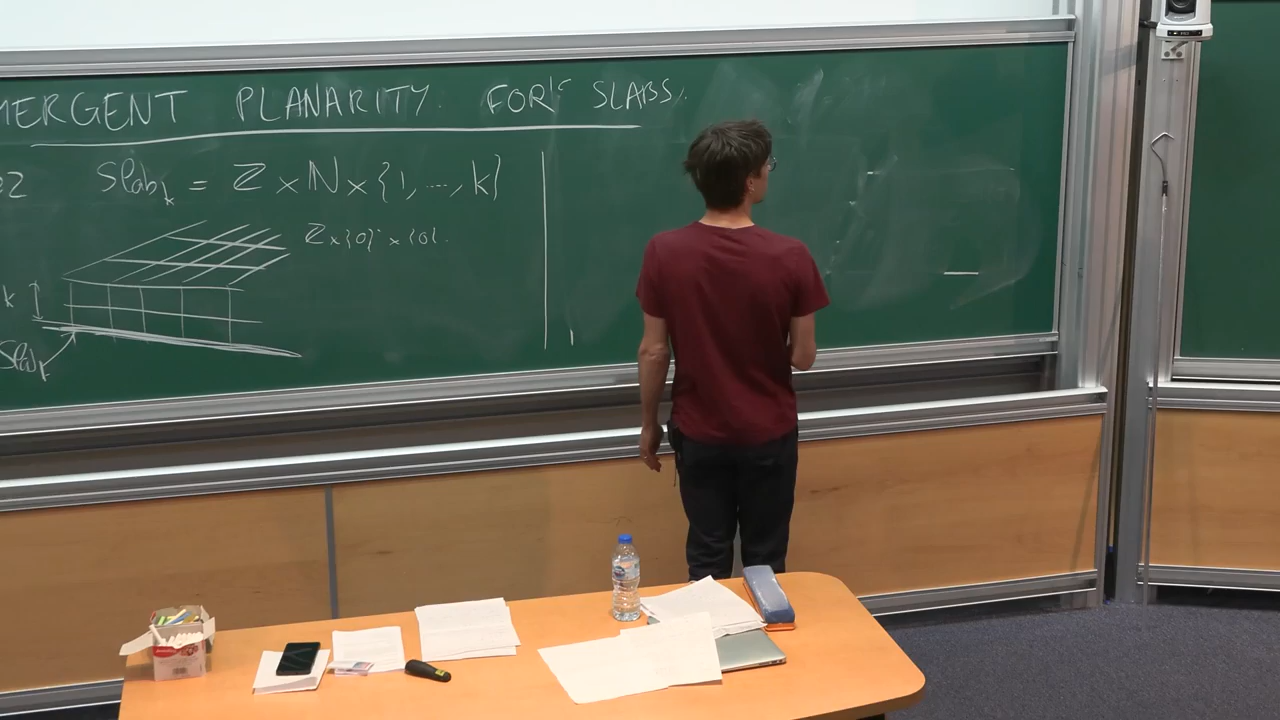 MERGENT PLANARITY. FOR SLABS.
Slab_k = Z × N × {1, ..., k}
Z × {0} × {0}.
k
Slab_k